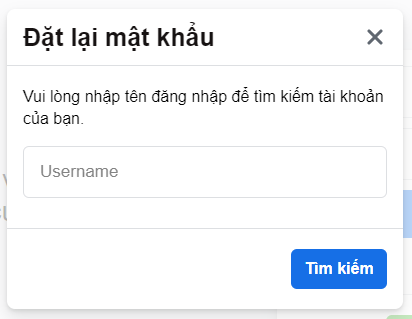 Đặt lại mật khẩu
Vui lòng nhập tên đăng nhập để tìm kiếm tài khoản
của bạn.
Username
Tìm kiếm